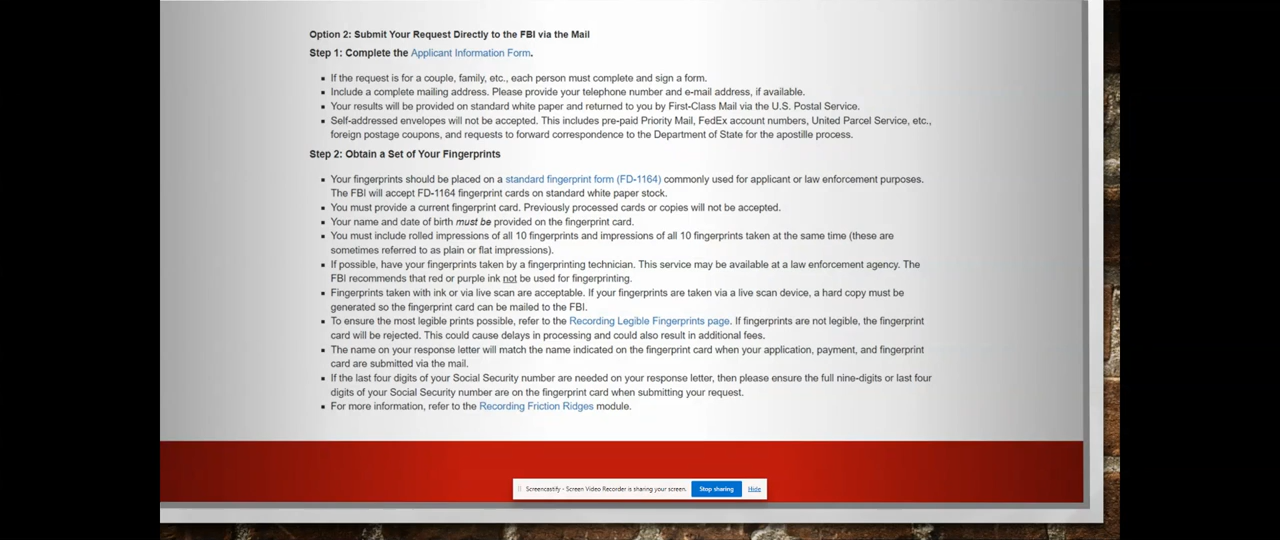 Option 2: Submit Your Request Directly to the FBI via the Mail
Step 1: Complete the Applicant Information Form.
▪ If the request is for a couple, family, etc., each person must complete and sign a form.
▪ Include a complete mailing address. Please provide your telephone number and e-mail address, if available.
▪ Your results will be provided on standard white paper and returned to you by First-Class Mail via the U.S. Postal Service.
▪ Self-addressed envelopes will not be accepted. This includes pre-paid Priority Mail, FedEx account numbers, United Parcel Service, etc.,
foreign postage coupons, and requests to forward correspondence to the Department of State for the apostille process.
Step 2: Obtain a Set of Your Fingerprints
▪ Your fingerprints should be placed on a standard fingerprint form (FD-1164) commonly used for applicant or law enforcement purposes.
The FBI will accept FD-1164 fingerprint cards on standard white paper stock.
▪ You must provide a current fingerprint card. Previously processed cards or copies will not be accepted.
▪ Your name and date of birth must be provided on the fingerprint card.
▪ You must include rolled impressions of all 10 fingerprints and impressions of all 10 fingerprints taken at the same time (these are
sometimes referred to as plain or flat impressions).
▪ If possible, have your fingerprints taken by a fingerprinting technician. This service may be available at a law enforcement agency. The
FBI recommends that red or purple ink not be used for fingerprinting.
▪ Fingerprints taken with ink or via live scan are acceptable. If your fingerprints are taken via a live scan device, a hard copy must be
generated so the fingerprint card can be mailed to the FBI.
▪ To ensure the most legible prints possible, refer to the Recording Legible Fingerprints page. If fingerprints are not legible, the fingerprint
card will be rejected. This could cause delays in processing and could also result in additional fees.
▪ The name on your response letter will match the name indicated on the fingerprint card when your application, payment, and fingerprint
card are submitted via the mail.
▪ If the last four digits of your Social Security number are needed on your response letter, then please ensure the full nine-digits or last four
digits of your Social Security number are on the fingerprint card when submitting your request.
▪ For more information, refer to the Recording Friction Ridges module.
Screencastify - Screen Video Recorder is sharing your screen. Stop sharing Hide